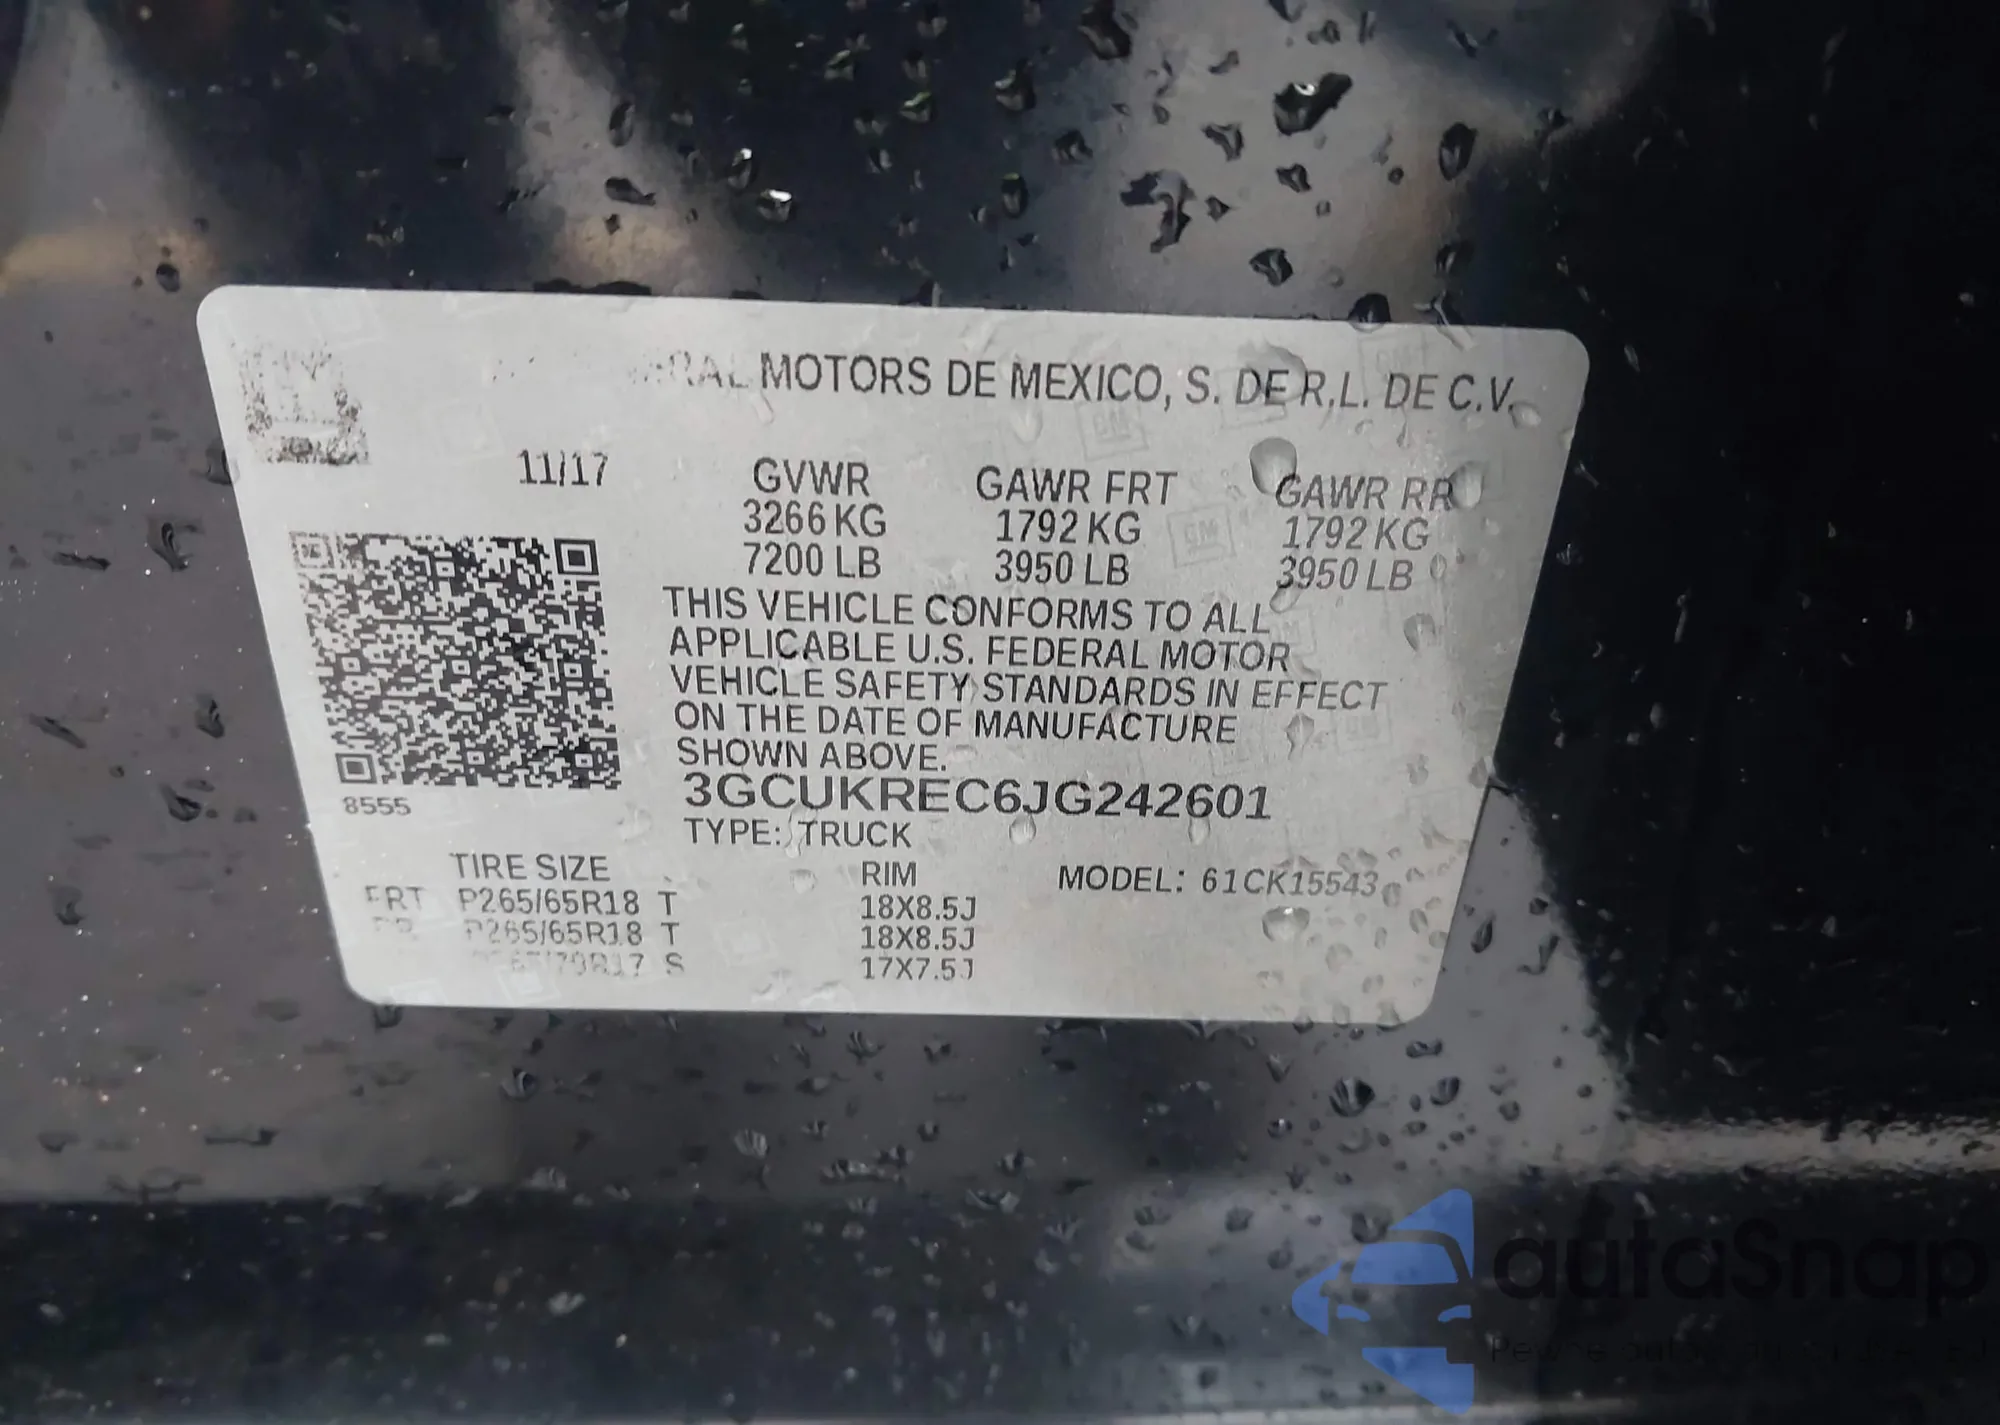 MOTORS DE MEXICO, S. DE R.L. DE C.V.
11/17 GVWR GAWR FRT GAWR RR
3266 KG 1792 KG 1792 KG
7200 LB 3950 LB 3950 LB
THIS VEHICLE CONFORMS TO ALL
APPLICABLE U.S. FEDERAL MOTOR
VEHICLE SAFETY STANDARDS IN EFFECT
ON THE DATE OF MANUFACTURE
SHOWN ABOVE.
8555
3GCUKREC6JG242601
TYPE: TRUCK
TIRE SIZE RIM MODEL: 61CK15543
FRT P265/65R18 T 18X8.5J
P265/65R18 T 18X8.5J
S 17X7.5J
autaSnap